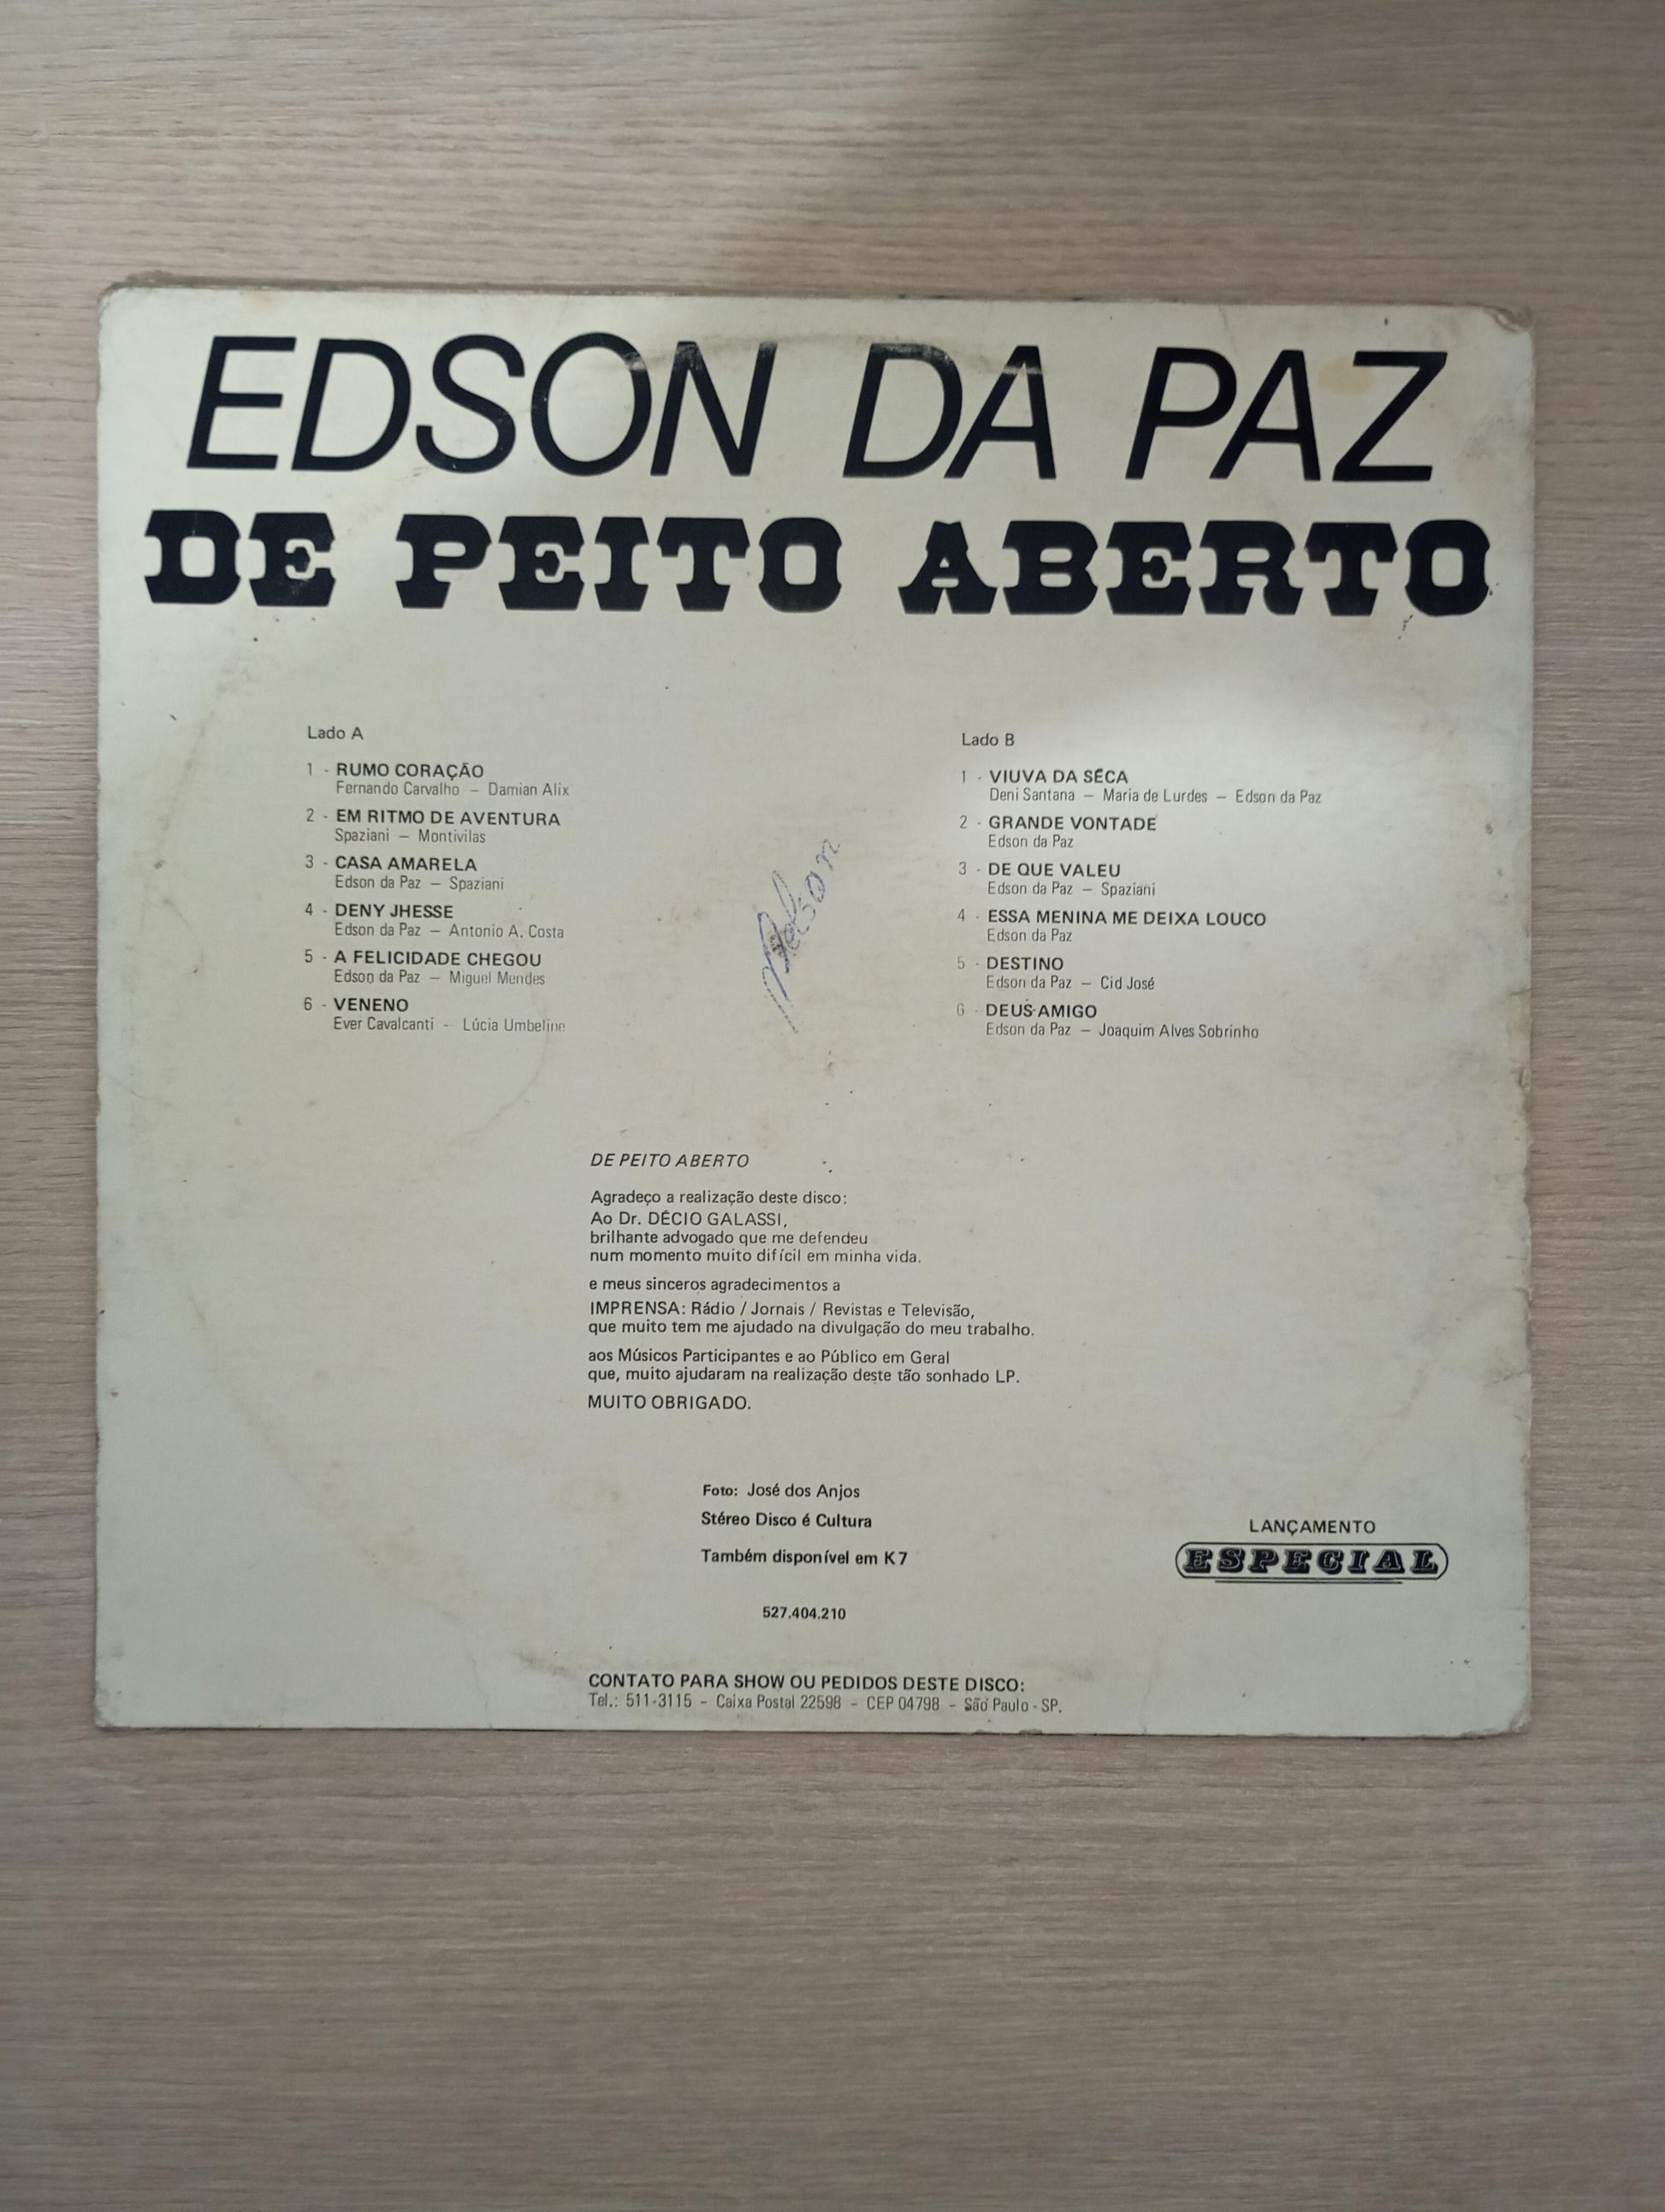 EDSON DA PAZ
DE PEITO ABERTO
Lado A
1 - RUMO CORAÇÃO
Fernando Carvalho — Damian Alix
2 - EM RITMO DE AVENTURA
Spaziani — Montivilas
3 - CASA AMARELA
Edson da Paz — Spaziani
4 - DENY JHESSE
Edson da Paz — Antonio A. Costa
5 - A FELICIDADE CHEGOU
Edson da Paz — Miguel Mendes
6 - VENENO
Ever Cavalcanti - Lúcia Umbeline
Lado B
1 - VIUVA DA SÊCA
Deni Santana — Maria de Lurdes — Edson da Paz
2 - GRANDE VONTADE
Edson da Paz
3 - DE QUE VALEU
Edson da Paz — Spaziani
4 - ESSA MENINA ME DEIXA LOUCO
Edson da Paz
5 - DESTINO
Edson da Paz — Cid José
6 - DEUS AMIGO
Edson da Paz — Joaquim Alves Sobrinho
DE PEITO ABERTO
Agradeço a realização deste disco:
Ao Dr. DÉCIO GALASSI,
brilhante advogado que me defendeu
num momento muito difícil em minha vida.
e meus sinceros agradecimentos a
IMPRENSA: Rádio / Jornais / Revistas e Televisão,
que muito tem me ajudado na divulgação do meu trabalho.
aos Músicos Participantes e ao Público em Geral
que, muito ajudaram na realização deste tão sonhado LP.
MUITO OBRIGADO.
Foto: José dos Anjos
Stéreo Disco é Cultura
Também disponível em K7
LANÇAMENTO
ESPECIAL
527.404.210
CONTATO PARA SHOW OU PEDIDOS DESTE DISCO:
Tel.: 511-3115 - Caixa Postal 22598 - CEP 04798 - São Paulo - SP.